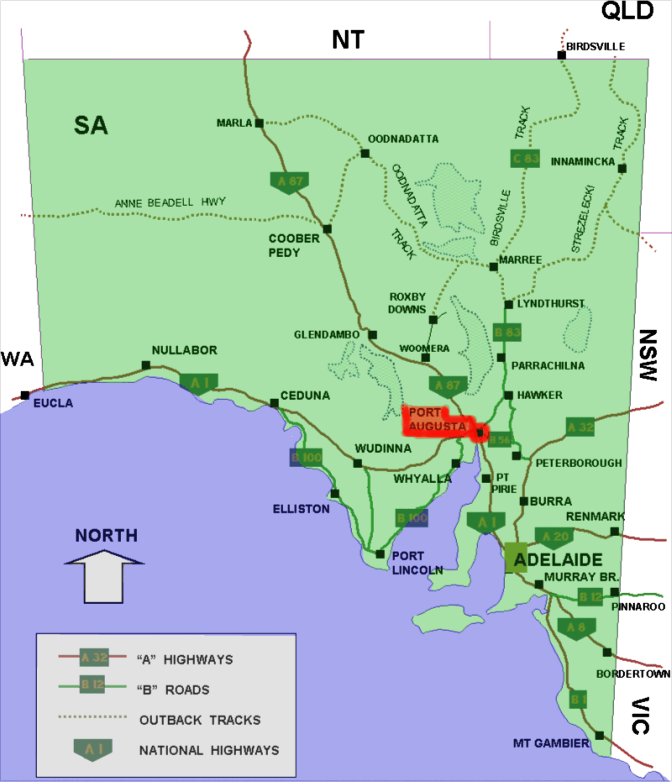 QLD
NT
BIRDSVILLE
SA
MARLA
OODNADATTA
TRACK
C 83
TRACK
INNAMINCKA
A 87
OODNADATTA
TRACK
BIRDSVILLE
STRZELECKI
ANNE BEADELL HWY
COOBER
PEDY
MARREE
ROXBY
DOWNS
LYNDTHURST
GLENDAMBO
B 83
NSW
WOOMERA
NULLABOR
PARRACHILNA
WA
A 1
A 87
EUCLA
CEDUNA
HAWKER
PORT
AUGUSTA
A 32
H 56
WUDINNA
B 100
WHYALLA
PETERBOROUGH
PT
PIRIE
ELLISTON
BURRA
B 100
A 1
RENMARK
NORTH
A 20
PORT
LINCOLN
ADELAIDE
MURRAY BR.
B 12
PINNAROO
A 8
A 32
"A" HIGHWAYS
BORDERTOWN
B 12
"B" ROADS
B 1
VIC
OUTBACK TRACKS
A 1
NATIONAL HIGHWAYS
MT GAMBIER